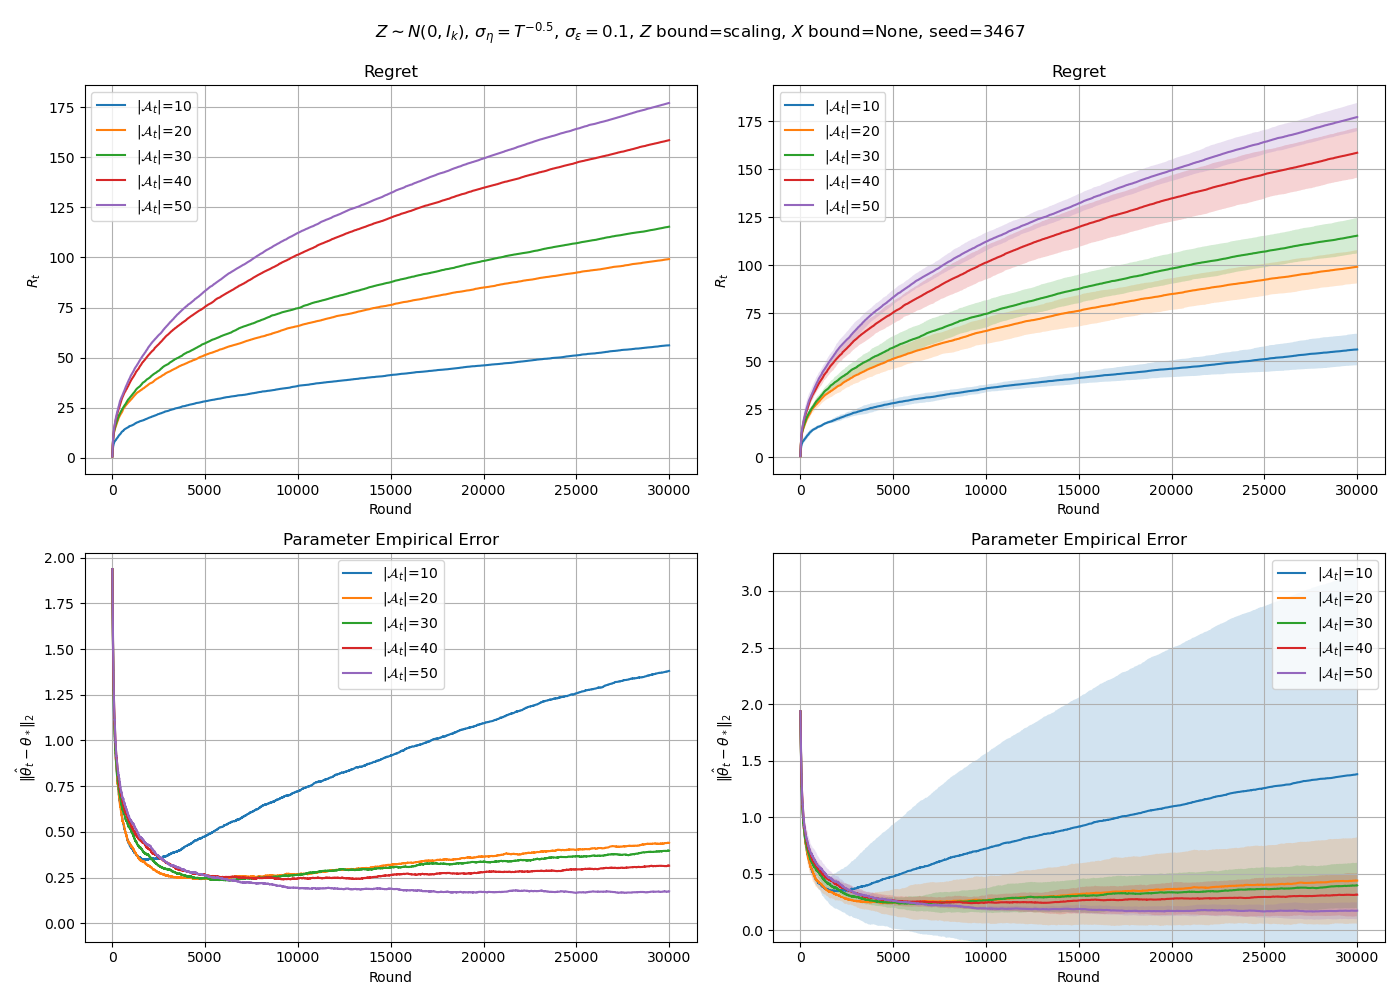 Z ∼ N(0, I_k), σ_η = T^{−0.5}, σ_ε = 0.1, Z bound=scaling, X bound=None, seed=3467
Regret
175
150
125
100
75
50
25
0
R_t
|𝒜_t|=10
|𝒜_t|=20
|𝒜_t|=30
|𝒜_t|=40
|𝒜_t|=50
0 5000 10000 15000 20000 25000 30000
Round
Regret
175
150
125
100
75
50
25
0
R_t
|𝒜_t|=10
|𝒜_t|=20
|𝒜_t|=30
|𝒜_t|=40
|𝒜_t|=50
0 5000 10000 15000 20000 25000 30000
Round
Parameter Empirical Error
2.00
1.75
1.50
1.25
1.00
0.75
0.50
0.25
0.00
‖θ̂_t − θ_*‖_2
|𝒜_t|=10
|𝒜_t|=20
|𝒜_t|=30
|𝒜_t|=40
|𝒜_t|=50
0 5000 10000 15000 20000 25000 30000
Round
Parameter Empirical Error
3.0
2.5
2.0
1.5
1.0
0.5
0.0
‖θ̂_t − θ_*‖_2
|𝒜_t|=10
|𝒜_t|=20
|𝒜_t|=30
|𝒜_t|=40
|𝒜_t|=50
0 5000 10000 15000 20000 25000 30000
Round